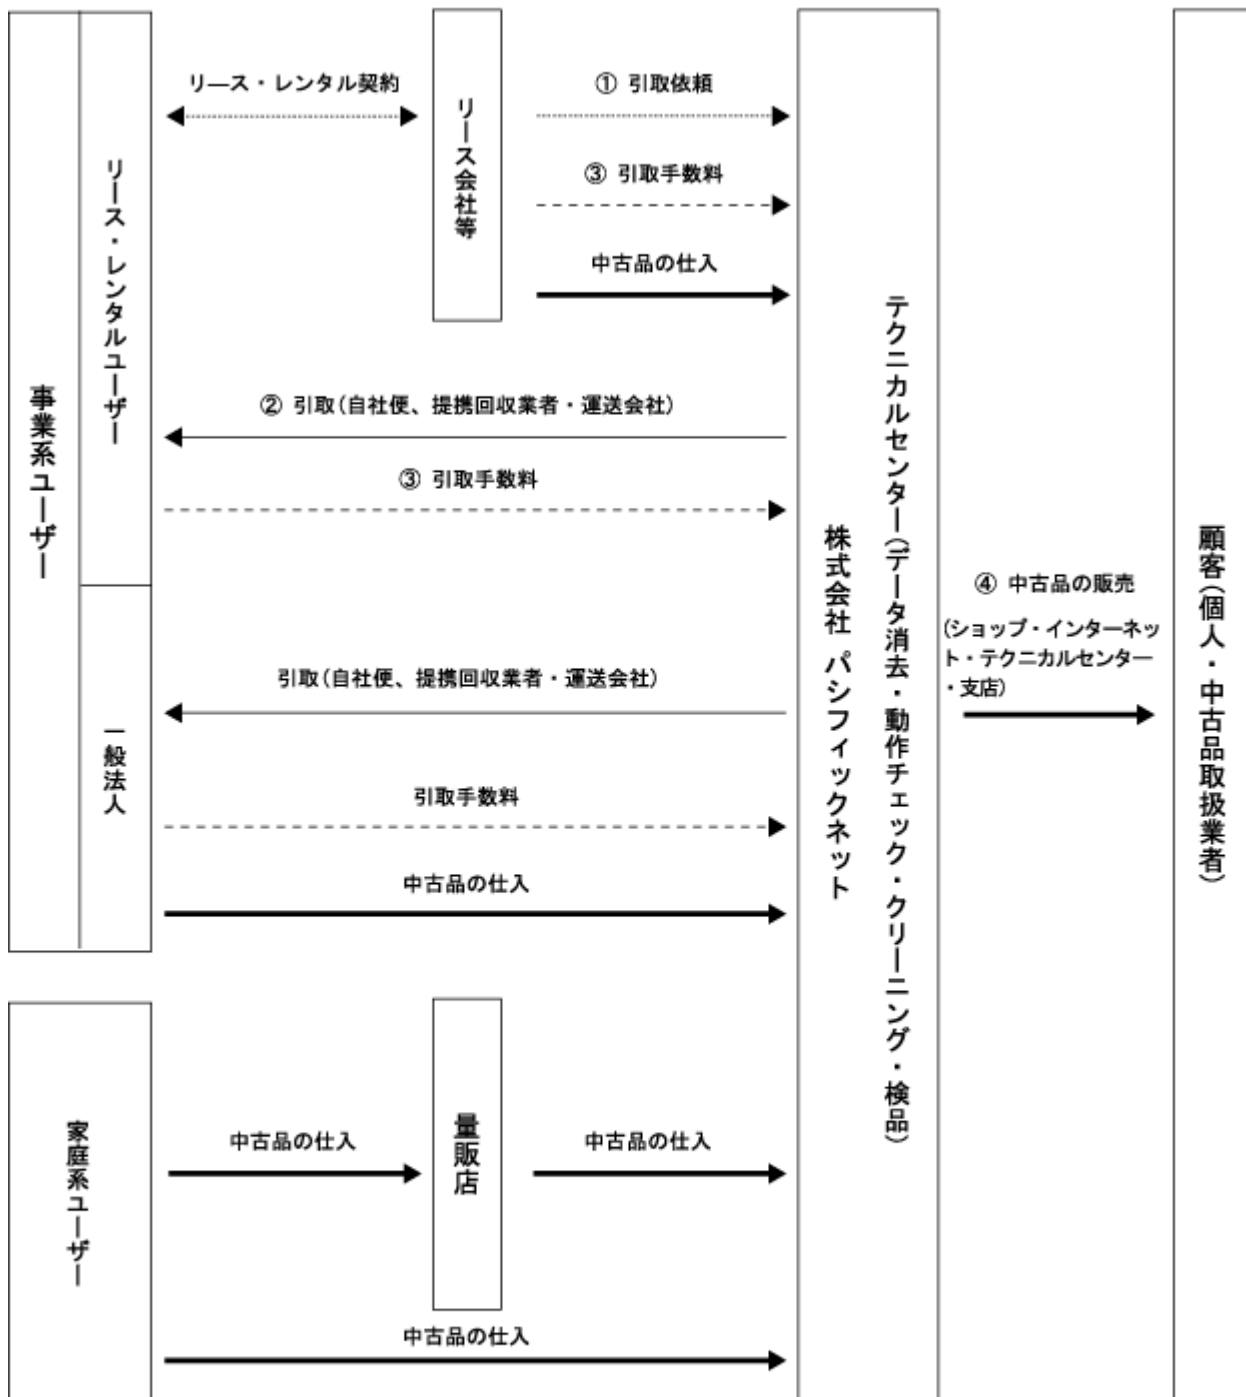 事業系ユーザー
リース・レンタルユーザー
リース・レンタル契約
リース会社等
① 引取依頼
③ 引取手数料
中古品の仕入
② 引取(自社便、提携回収業者・運送会社)
③ 引取手数料
一般法人
引取(自社便、提携回収業者・運送会社)
引取手数料
中古品の仕入
家庭系ユーザー
中古品の仕入
量販店
中古品の仕入
中古品の仕入
株式会社 パシフィックネット
テクニカルセンター(データ消去・動作チェック・クリーニング・検品)
④ 中古品の販売
(ショップ・インターネッ
ト・テクニカルセンター
・支店)
顧客(個人・中古品取扱業者)